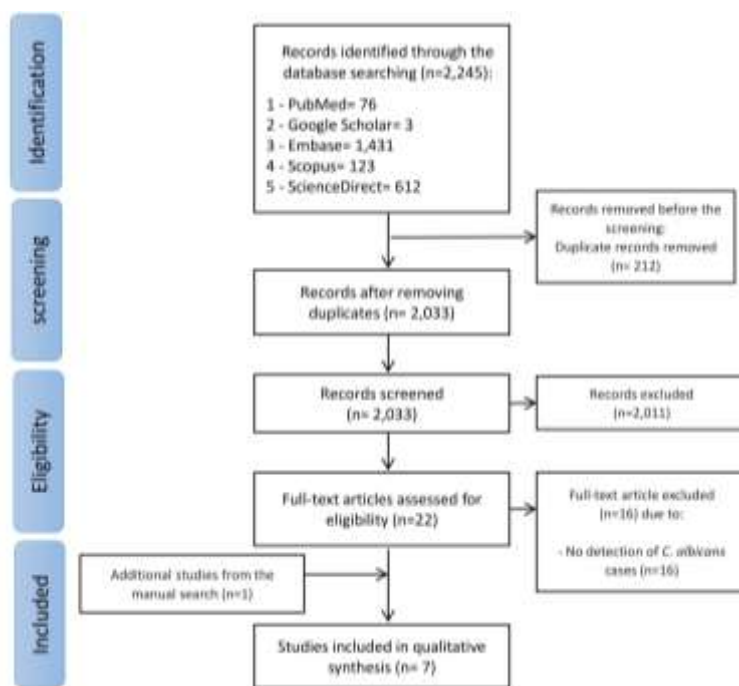 Identification
Records identified through the
database searching (n=2,245):
1 - PubMed= 76
2 - Google Scholar= 3
3 - Embase= 1,431
4 - Scopus= 123
5 - ScienceDirect= 612
screening
Records removed before the
screening:
Duplicate records removed
(n= 212)
Records after removing
duplicates (n= 2,033)
Eligibility
Records screened
(n= 2,033)
Records excluded
(n=2,011)
Full-text articles assessed for
eligibility (n=22)
Full-text article excluded
(n=16) due to:
- No detection of C. albicans
cases (n=16)
Included
Additional studies from the
manual search (n=1)
Studies included in qualitative
synthesis (n= 7)